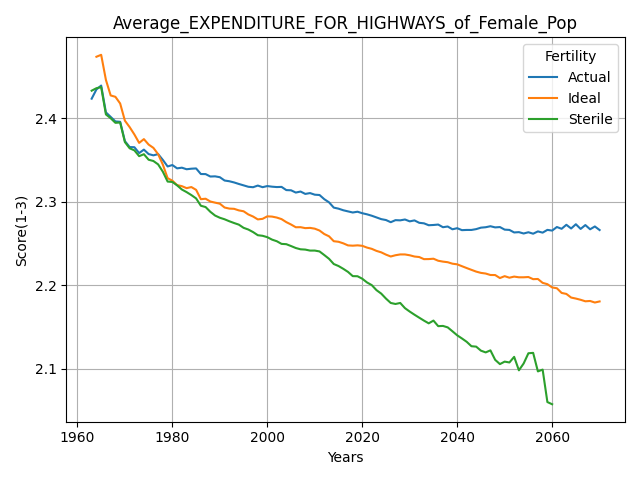 Average_EXPENDITURE_FOR_HIGHWAYS_of_Female_Pop
Fertility
Actual
Ideal
Sterile
Score(1-3)
2.4
2.3
2.2
2.1
1960 1980 2000 2020 2040 2060
Years